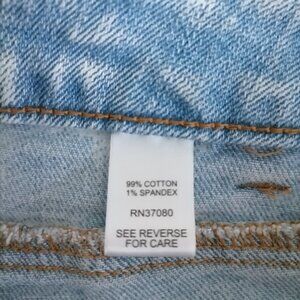 99% COTTON
1% SPANDEX
RN37080
SEE REVERSE
FOR CARE